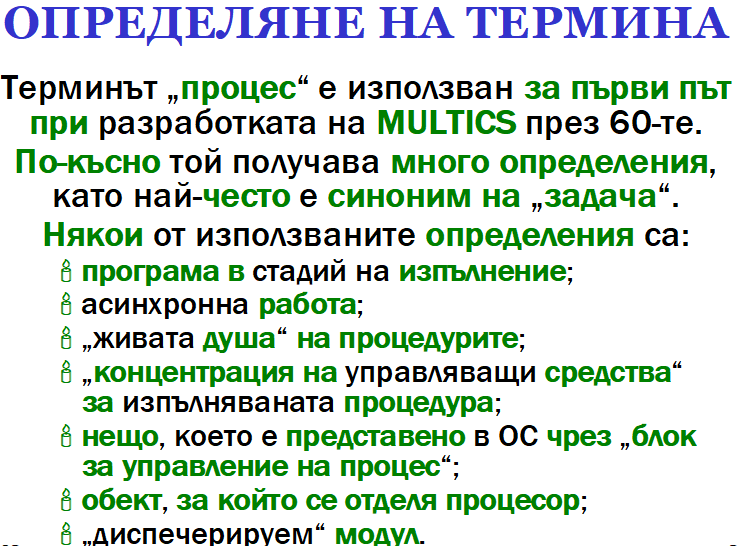 ОПРЕДЕЛЯНЕ НА ТЕРМИНА
Терминът „процес“ е използван за първи път
при разработката на MULTICS през 60-те.
По-късно той получава много определения,
като най-често е синоним на „задача“.
Някои от използваните определения са:
програма в стадий на изпълнение;
асинхронна работа;
„живата душа“ на процедурите;
„концентрация на управляващи средства“
за изпълняваната процедура;
нещо, което е представено в ОС чрез „блок
за управление на процес“;
обект, за който се отделя процесор;
„диспечерируем“ модул.